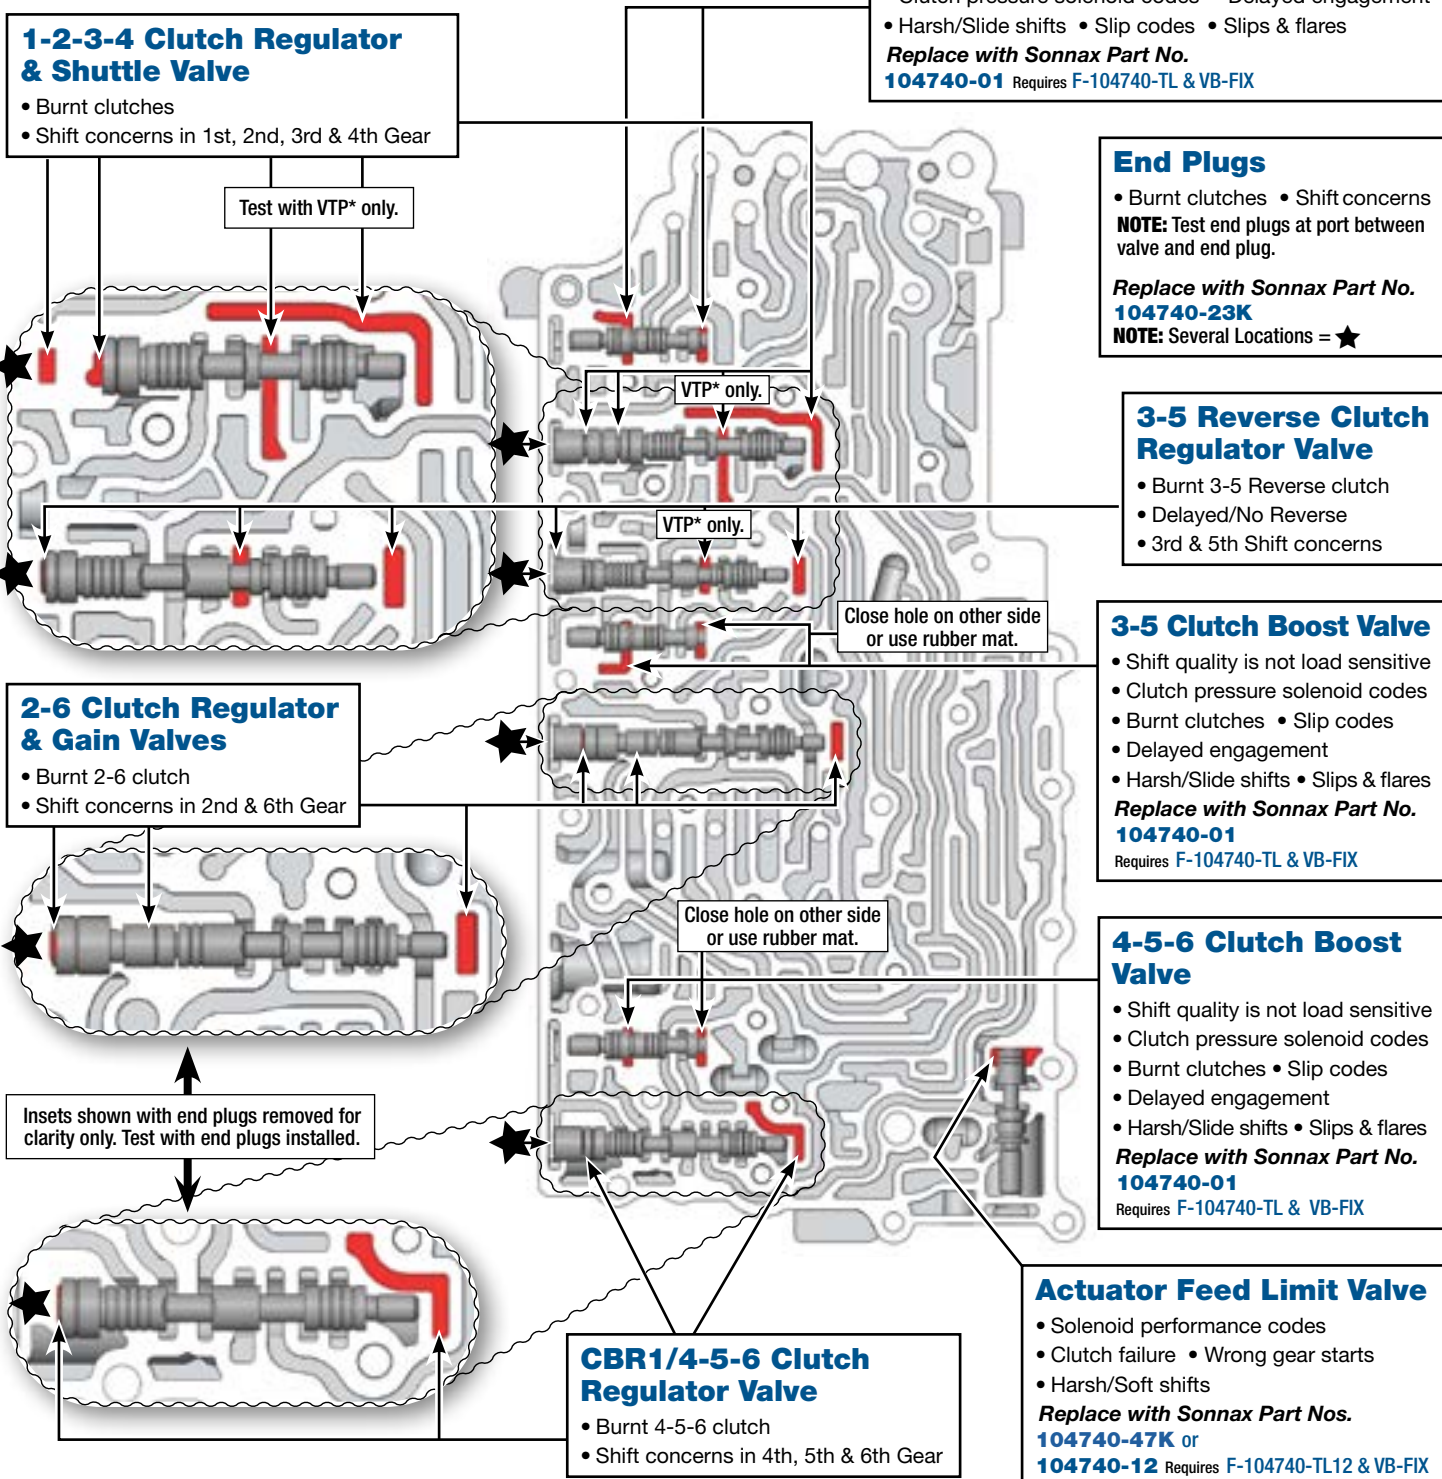 Clutch pressure solenoid codes • Delayed engagement
• Harsh/Slide shifts • Slip codes • Slips & flares
Replace with Sonnax Part No.
104740-01 Requires F-104740-TL & VB-FIX
1-2-3-4 Clutch Regulator
& Shuttle Valve
• Burnt clutches
• Shift concerns in 1st, 2nd, 3rd & 4th Gear
Test with VTP* only.
End Plugs
• Burnt clutches • Shift concerns
NOTE: Test end plugs at port between
valve and end plug.
Replace with Sonnax Part No.
104740-23K
NOTE: Several Locations = ★
VTP* only.
3-5 Reverse Clutch
Regulator Valve
• Burnt 3-5 Reverse clutch
• Delayed/No Reverse
• 3rd & 5th Shift concerns
VTP* only.
Close hole on other side
or use rubber mat.
3-5 Clutch Boost Valve
• Shift quality is not load sensitive
• Clutch pressure solenoid codes
• Burnt clutches • Slip codes
• Delayed engagement
• Harsh/Slide shifts • Slips & flares
Replace with Sonnax Part No.
104740-01
Requires F-104740-TL & VB-FIX
2-6 Clutch Regulator
& Gain Valves
• Burnt 2-6 clutch
• Shift concerns in 2nd & 6th Gear
Close hole on other side
or use rubber mat.
4-5-6 Clutch Boost
Valve
• Shift quality is not load sensitive
• Clutch pressure solenoid codes
• Burnt clutches • Slip codes
• Delayed engagement
• Harsh/Slide shifts • Slips & flares
Replace with Sonnax Part No.
104740-01
Requires F-104740-TL & VB-FIX
Insets shown with end plugs removed for
clarity only. Test with end plugs installed.
CBR1/4-5-6 Clutch
Regulator Valve
• Burnt 4-5-6 clutch
• Shift concerns in 4th, 5th & 6th Gear
Actuator Feed Limit Valve
• Solenoid performance codes
• Clutch failure • Wrong gear starts
• Harsh/Soft shifts
Replace with Sonnax Part Nos.
104740-47K or
104740-12 Requires F-104740-TL12 & VB-FIX